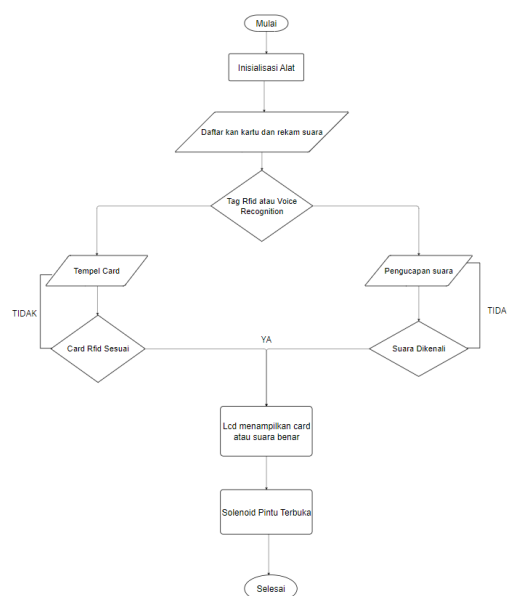 Mulai
Inisialisasi Alat
Daftar kan kartu dan rekam suara
Tag Rfid atau Voice
Recognition
Tempel Card
Pengucapan suara
TIDAK
TIDA
Card Rfid Sesuai
YA
Suara Dikenali
Lcd menampilkan card
atau suara benar
Solenoid Pintu Terbuka
Selesai